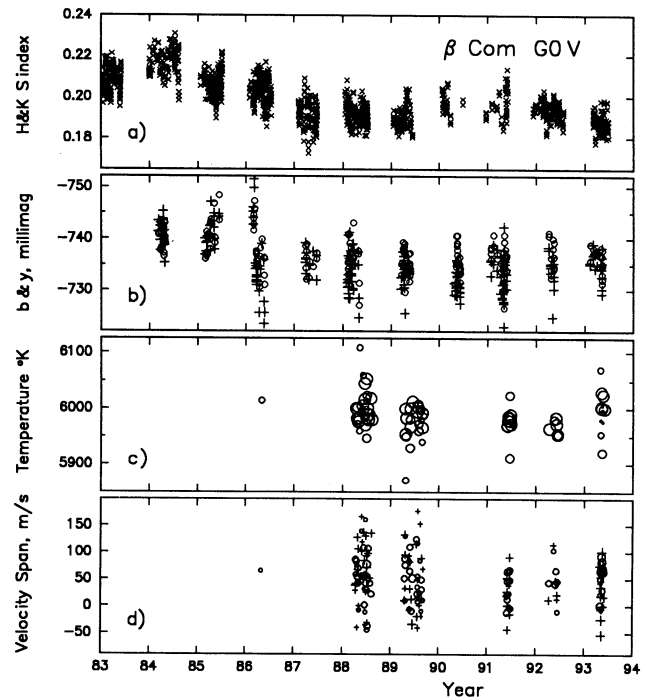 0.24
0.22
0.20
0.18
H&K S index
β Com G0 V
a)
-750
-740
-730
b & y, millimag
b)
6100
6000
5900
Temperature °K
c)
150
100
50
0
-50
Velocity Span, m/s
d)
83 84 85 86 87 88 89 90 91 92 93 94
Year